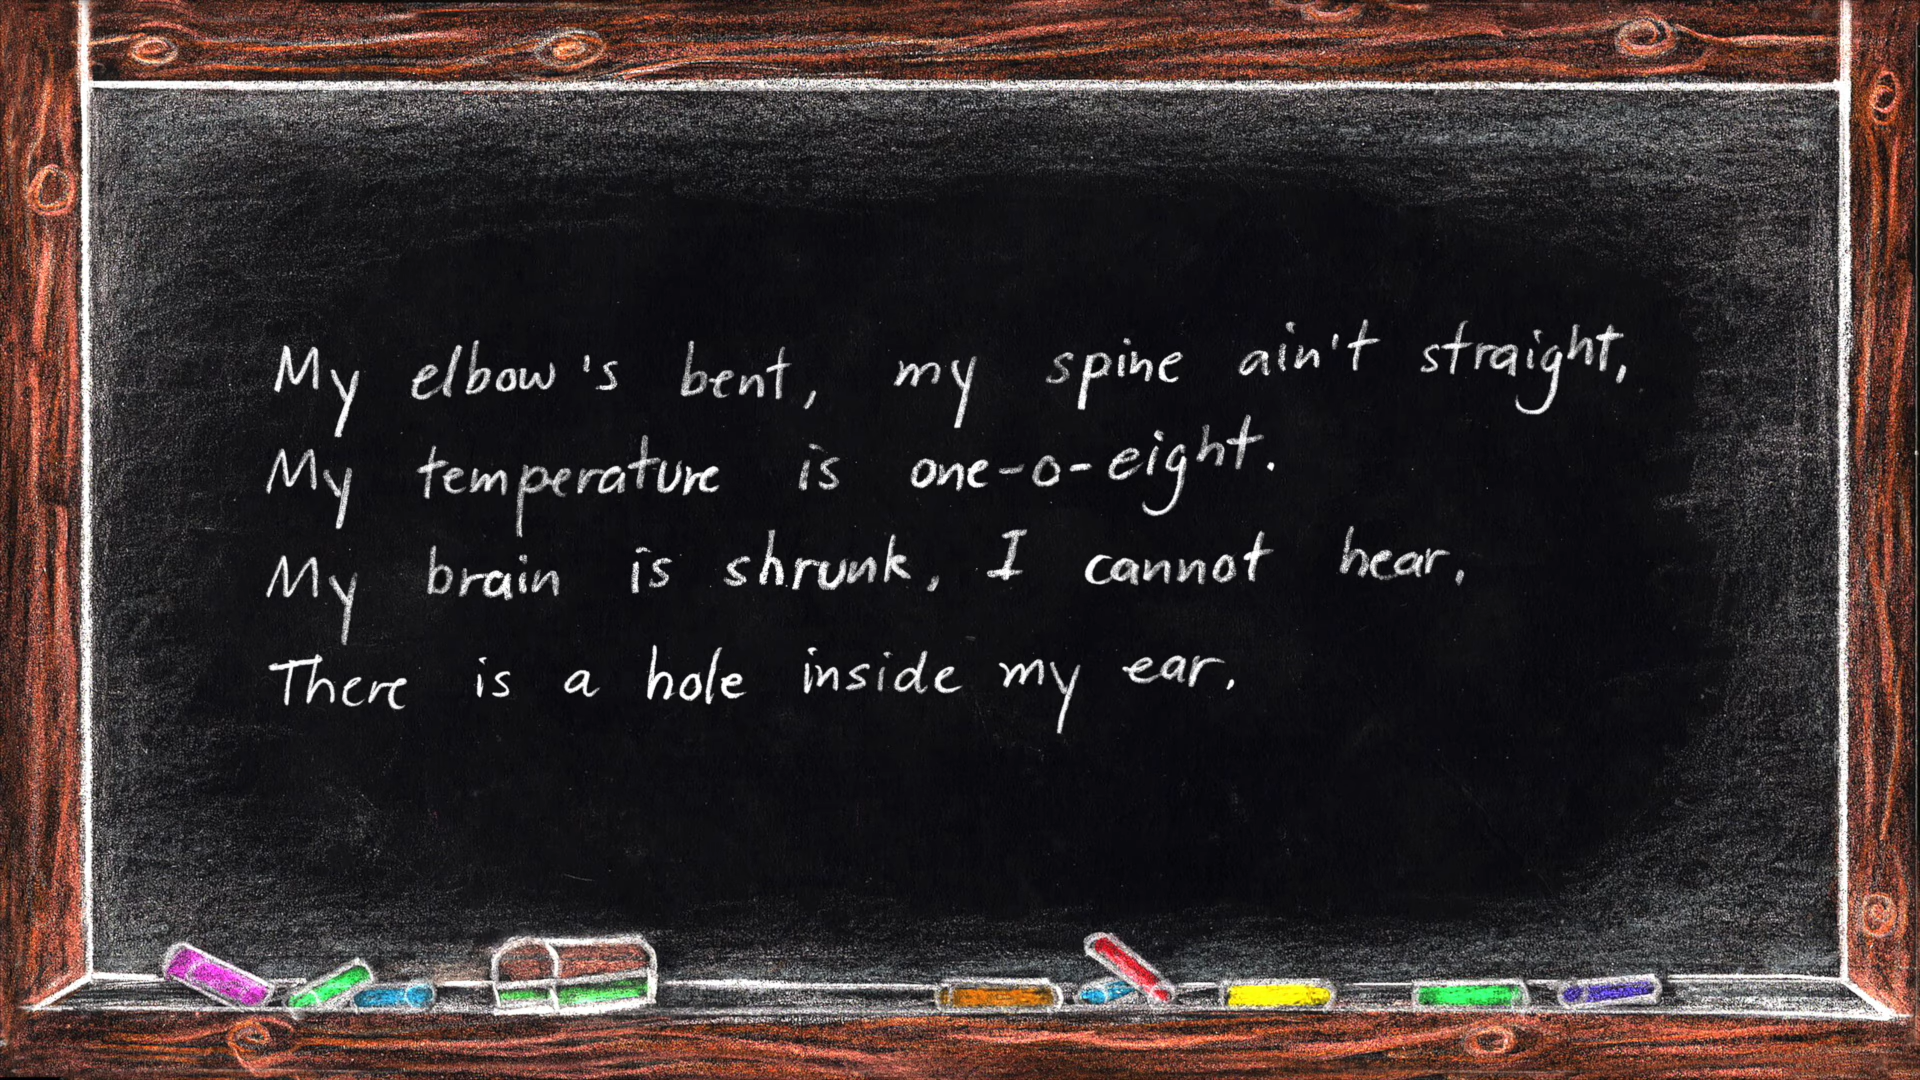 My elbow's bent, my spine ain't straight,
My temperature is one-o-eight.
My brain is shrunk, I cannot hear,
There is a hole inside my ear.